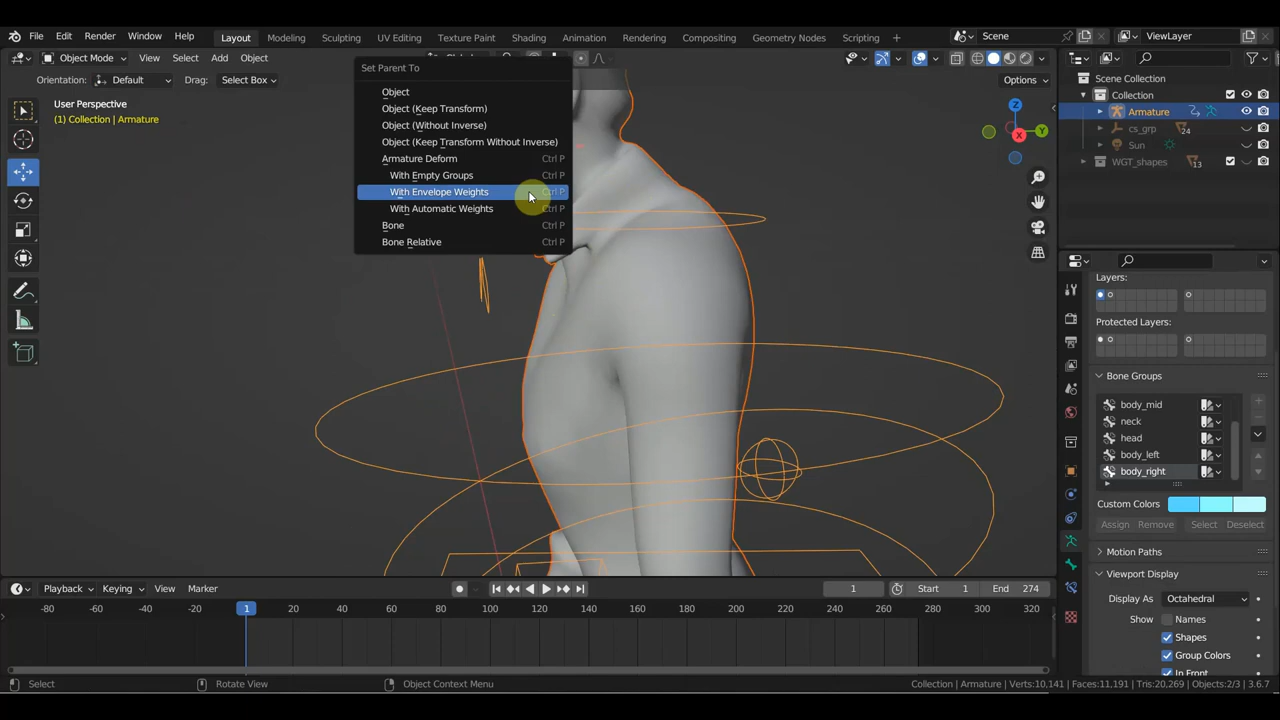 File Edit Render Window Help Layout Modeling Sculpting UV Editing Texture Paint Shading Animation Rendering Compositing Geometry Nodes Scripting + Scene ViewLayer
Object Mode View Select Add Object
Orientation: Default Drag: Select Box Options
User Perspective
(1) Collection | Armature
Set Parent To
Object
Object (Keep Transform)
Object (Without Inverse)
Object (Keep Transform Without Inverse)
Armature Deform Ctrl P
With Empty Groups Ctrl P
With Envelope Weights Ctrl P
With Automatic Weights Ctrl P
Bone Ctrl P
Bone Relative Ctrl P
Z
Y
X
Scene Collection
Collection
Armature
cs_grp 24
Sun
WGT_shapes 13
Layers:
Protected Layers:
Bone Groups
body_mid
neck
head
body_left
body_right
Custom Colors
Assign Remove Select Deselect
Motion Paths
Viewport Display
Display As Octahedral
Show Names
Shapes
Group Colors
In Front
Playback Keying View Marker 1 Start 1 End 274
-80 -60 -40 -20 1 20 40 60 80 100 120 140 160 180 200 220 240 260 280 300 320
Select Rotate View Object Context Menu Collection | Armature | Verts:10,141 | Faces:11,191 | Tris:20,269 | Objects:2/3 | 3.6.7